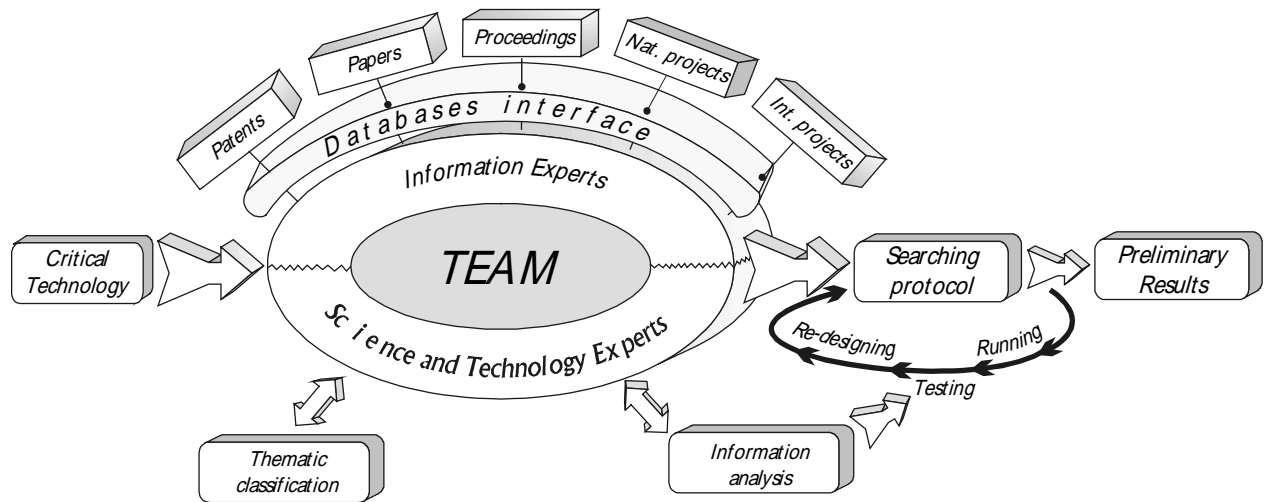 Patents
Papers
Proceedings
Nat. projects
Int. projects
Databases interface
Information Experts
TEAM
Science and Technology Experts
Critical
Technology
Searching
protocol
Preliminary
Results
Re-designing
Running
Testing
Thematic
classification
Information
analysis